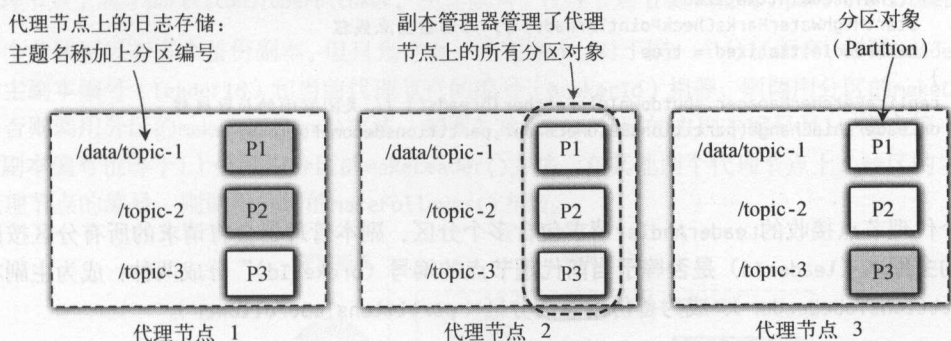 代理节点上的日志存储：
主题名称加上分区编号
副本管理器管理了代理
节点上的所有分区对象
分区对象
（Partition）
/data/topic-1 P1
/topic-2 P2
/topic-3 P3
代理节点 1
/data/topic-1 P1
/topic-2 P2
/topic-3 P3
代理节点 2
/data/topic-1 P1
/topic-2 P2
/topic-3 P3
代理节点 3